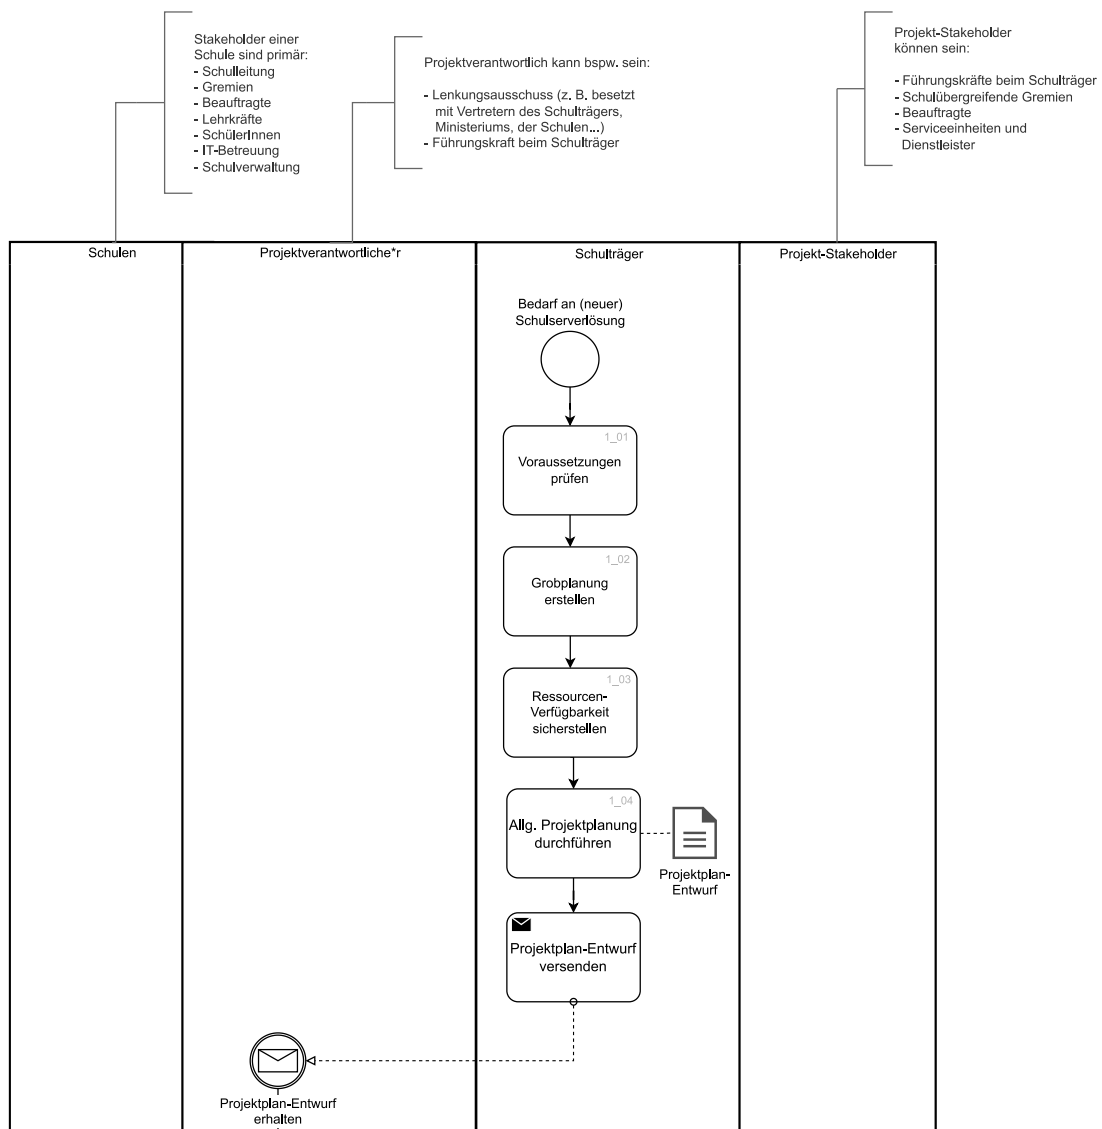 Stakeholder einer
Schule sind primär:
- Schulleitung
- Gremien
- Beauftragte
- Lehrkräfte
- SchülerInnen
- IT-Betreuung
- Schulverwaltung
Projektverantwortlich kann bspw. sein:
- Lenkungsausschuss (z. B. besetzt
mit Vertretern des Schulträgers,
Ministeriums, der Schulen...)
- Führungskraft beim Schulträger
Projekt-Stakeholder
können sein:
- Führungskräfte beim Schulträger
- Schulübergreifende Gremien
- Beauftragte
- Serviceeinheiten und
Dienstleister
Schulen
Projektverantwortliche*r
Schulträger
Projekt-Stakeholder
Bedarf an (neuer)
Schulserverlösung
1_01
Voraussetzungen
prüfen
1_02
Grobplanung
erstellen
1_03
Ressourcen-
Verfügbarkeit
sicherstellen
1_04
Allg. Projektplanung
durchführen
Projektplan-
Entwurf
Projektplan-Entwurf
versenden
Projektplan-Entwurf
erhalten